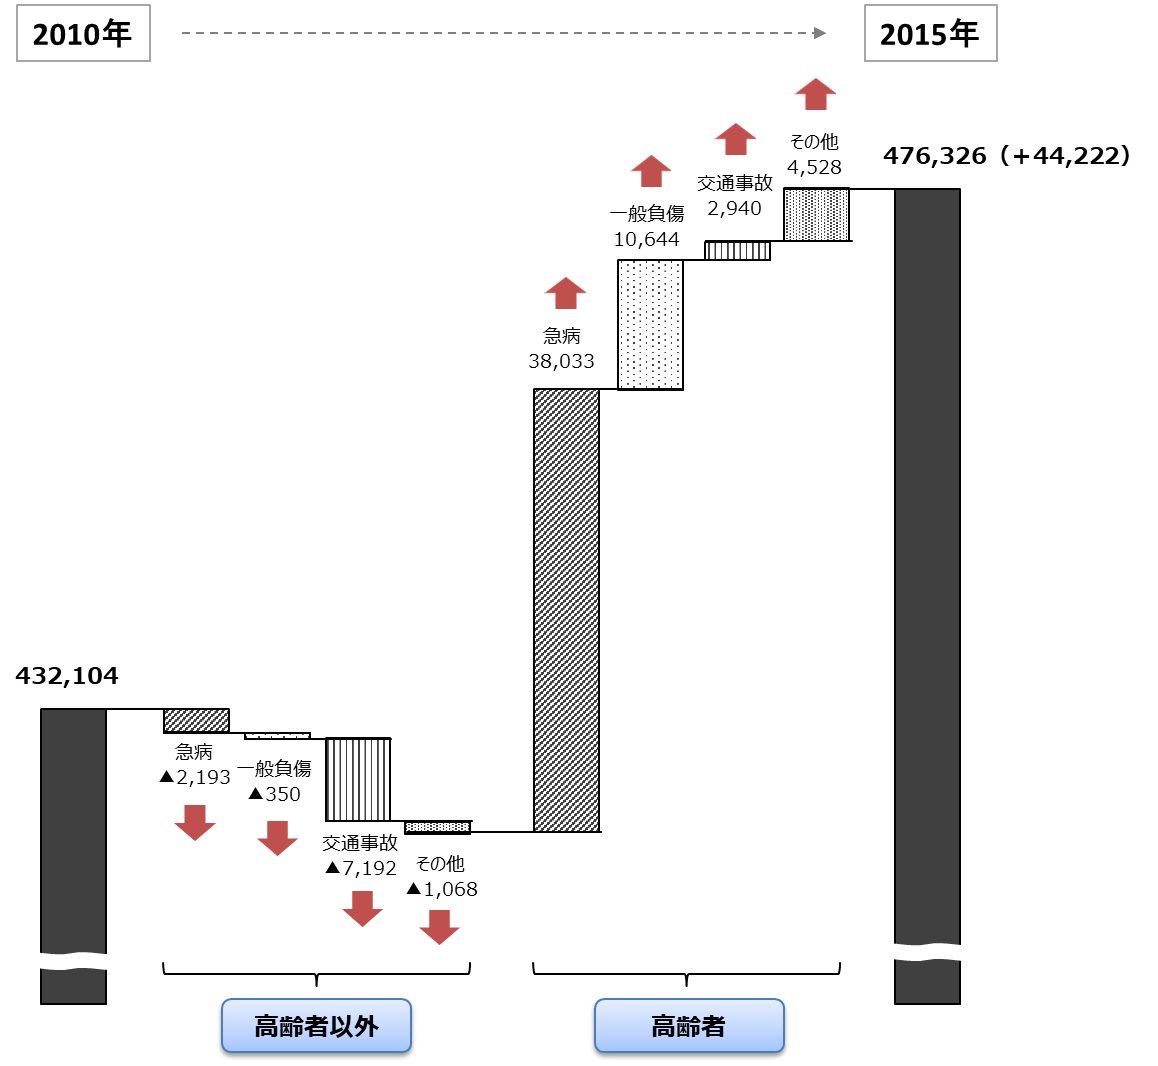 2010年
2015年
その他
4,528
476,326（＋44,222）
交通事故
2,940
一般負傷
10,644
急病
38,033
432,104
急病
▲2,193
一般負傷
▲350
交通事故
▲7,192
その他
▲1,068
高齢者以外
高齢者